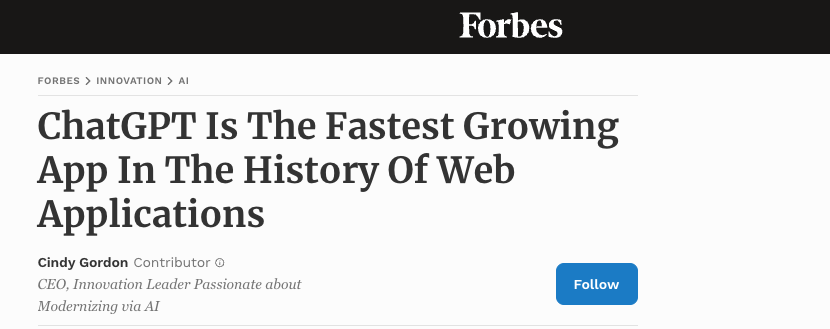 Forbes
FORBES > INNOVATION > AI
ChatGPT Is The Fastest Growing
App In The History Of Web
Applications
Cindy Gordon Contributor
CEO, Innovation Leader Passionate about
Modernizing via AI
Follow